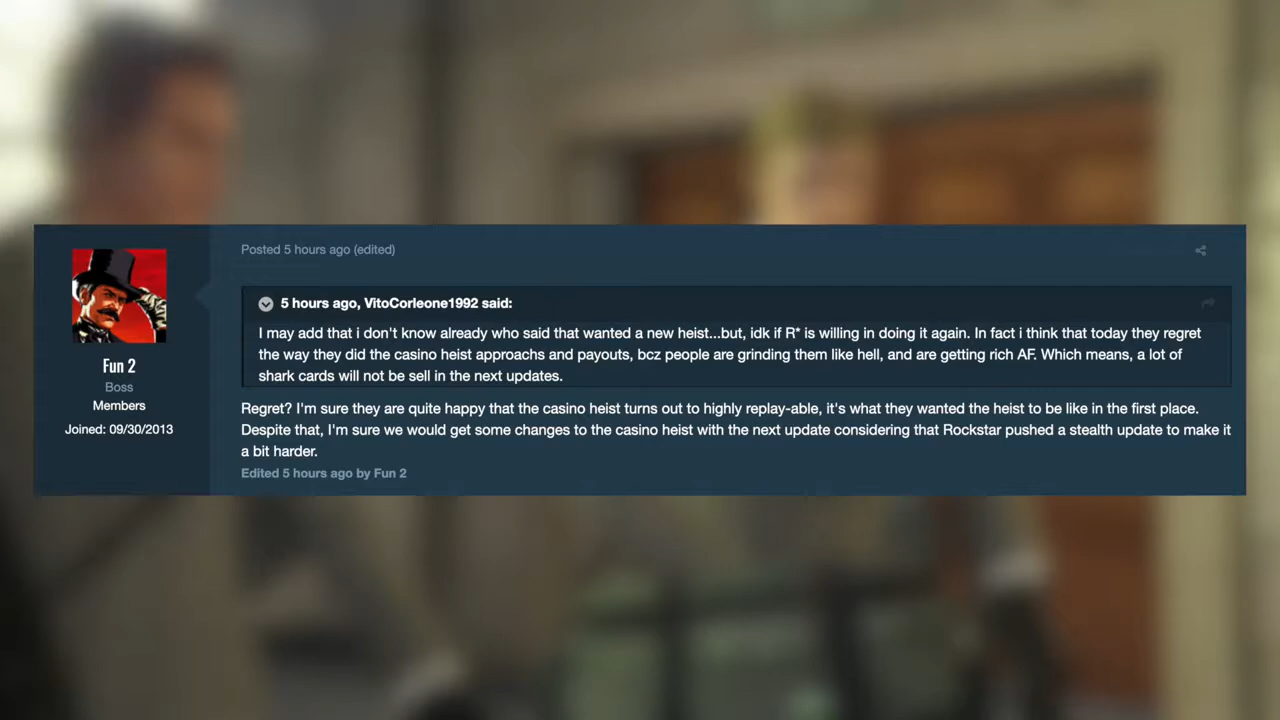 Posted 5 hours ago (edited)
5 hours ago, VitoCorleone1992 said:
I may add that i don't know already who said that wanted a new heist...but, idk if R* is willing in doing it again. In fact i think that today they regret
the way they did the casino heist approachs and payouts, bcz people are grinding them like hell, and are getting rich AF. Which means, a lot of
shark cards will not be sell in the next updates.
Fun 2
Boss
Members
Joined: 09/30/2013
Regret? I'm sure they are quite happy that the casino heist turns out to highly replay-able, it's what they wanted the heist to be like in the first place.
Despite that, I'm sure we would get some changes to the casino heist with the next update considering that Rockstar pushed a stealth update to make it
a bit harder.
Edited 5 hours ago by Fun 2